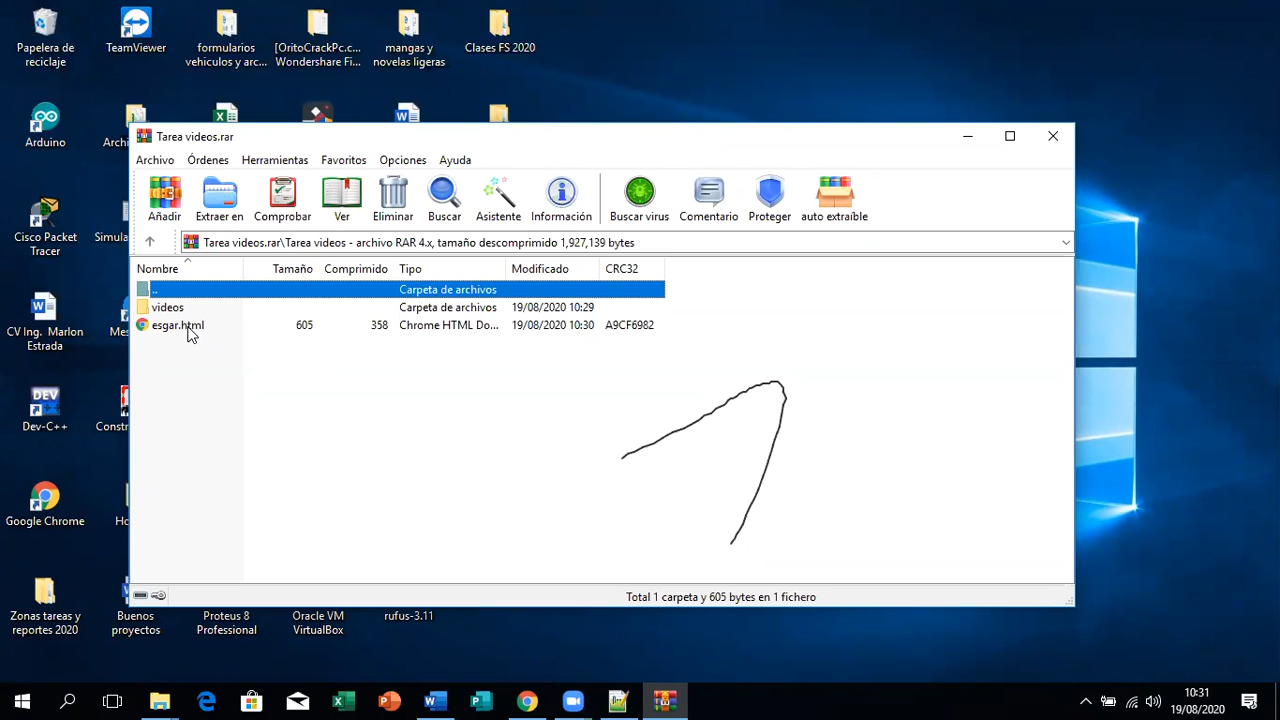 Papelera de
reciclaje
TeamViewer
formularios
vehiculos y arc...
[OritoCrackPc.c...
Wondershare Fi...
mangas y
novelas ligeras
Clases FS 2020
Arduino
Archi
Tarea videos.rar
Archivo Órdenes Herramientas Favoritos Opciones Ayuda
Añadir Extraer en Comprobar Ver Eliminar Buscar Asistente Información Buscar virus Comentario Proteger auto extraíble
Tarea videos.rar\Tarea videos - archivo RAR 4.x, tamaño descomprimido 1,927,139 bytes
Nombre Tamaño Comprimido Tipo Modificado CRC32
.. Carpeta de archivos
videos Carpeta de archivos 19/08/2020 10:29
esgar.html 605 358 Chrome HTML Do... 19/08/2020 10:30 A9CF6982
Total 1 carpeta y 605 bytes en 1 fichero
Cisco Packet
Tracer
Simula
CV Ing. Marlon
Estrada
Mes
DEV
Dev-C++
Constr
Google Chrome
Ho
Zonas tareas y
reportes 2020
Buenos
proyectos
Proteus 8
Professional
Oracle VM
VirtualBox
rufus-3.11
10:31
19/08/2020